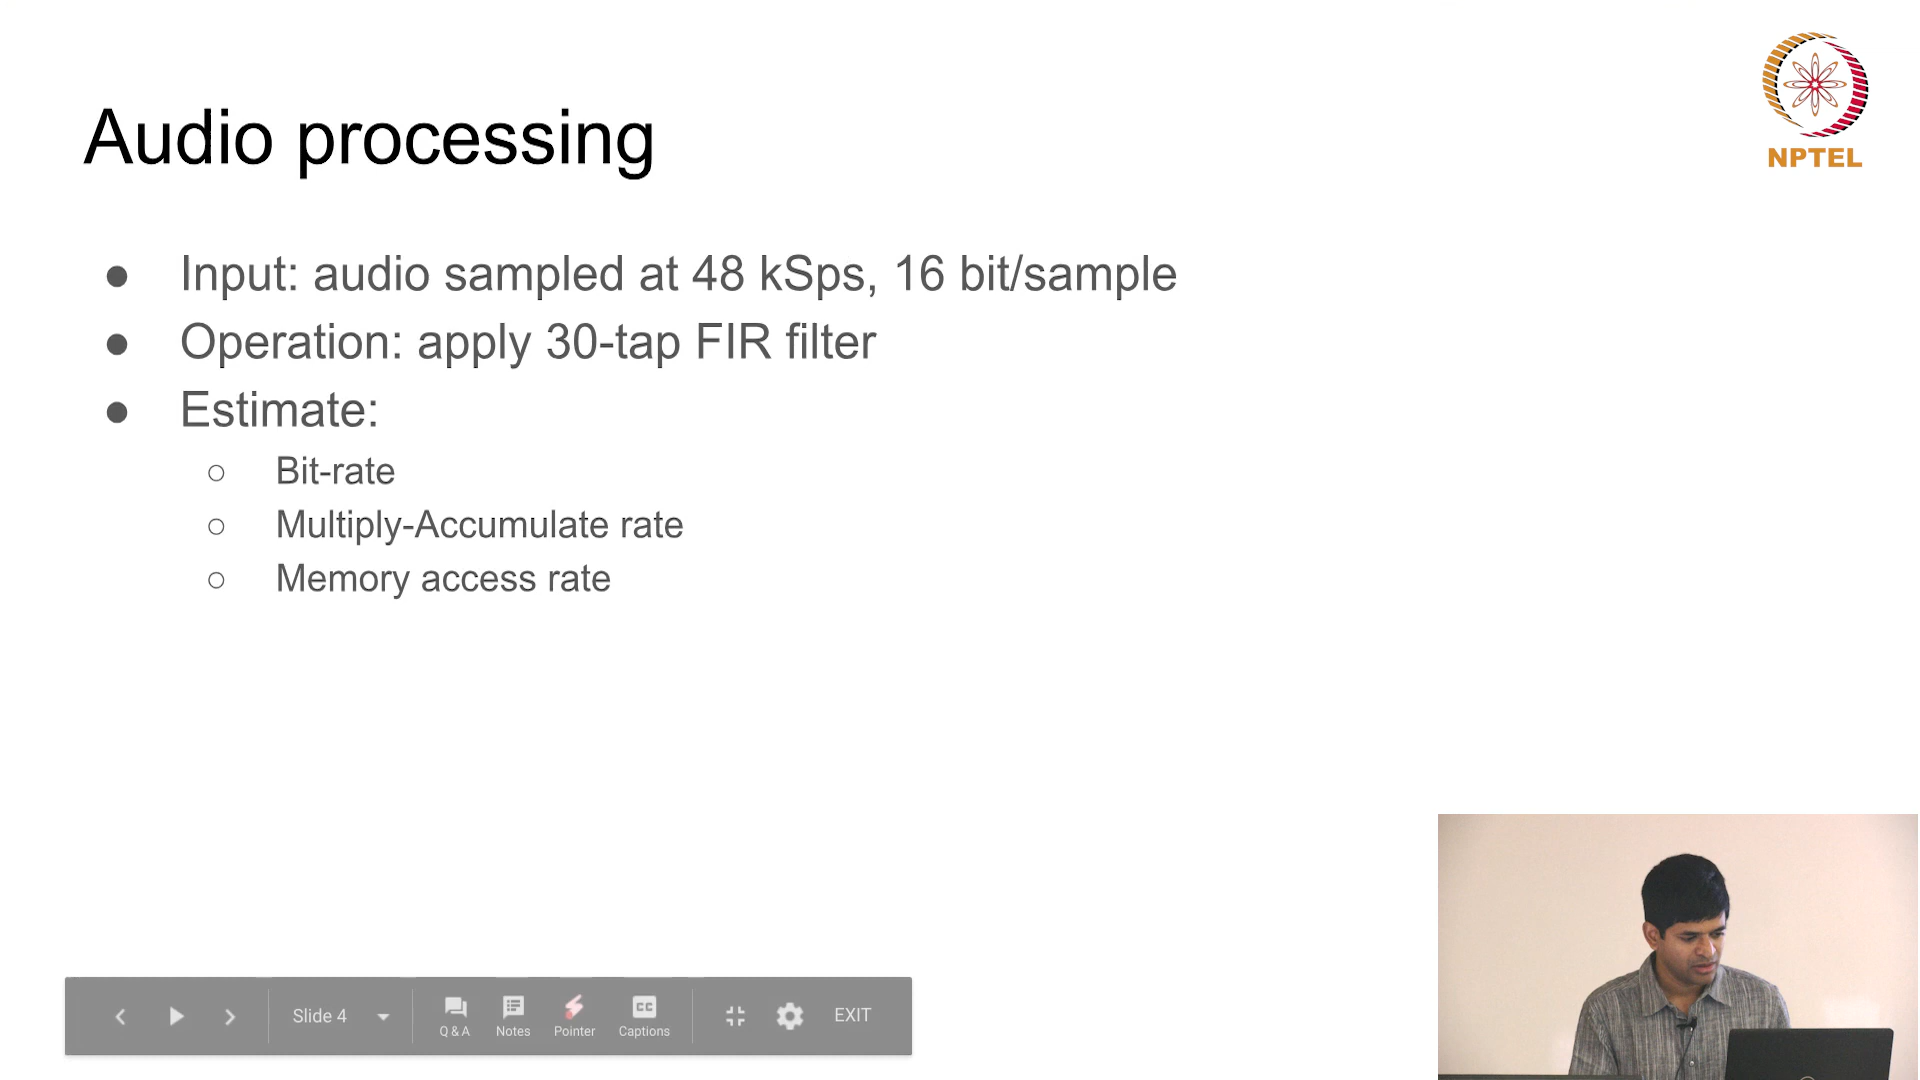 NPTEL
Audio processing
● Input: audio sampled at 48 kSps, 16 bit/sample
● Operation: apply 30-tap FIR filter
● Estimate:
○ Bit-rate
○ Multiply-Accumulate rate
○ Memory access rate
Slide 4
Q & A
Notes
Pointer
CC
Captions
EXIT